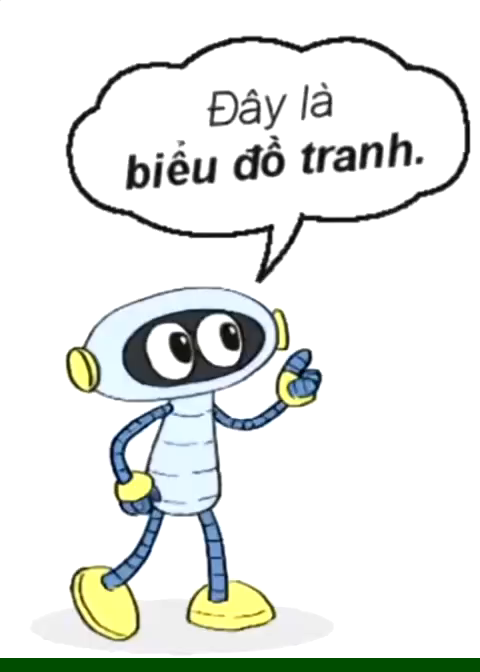 Đây là
biểu đồ tranh.